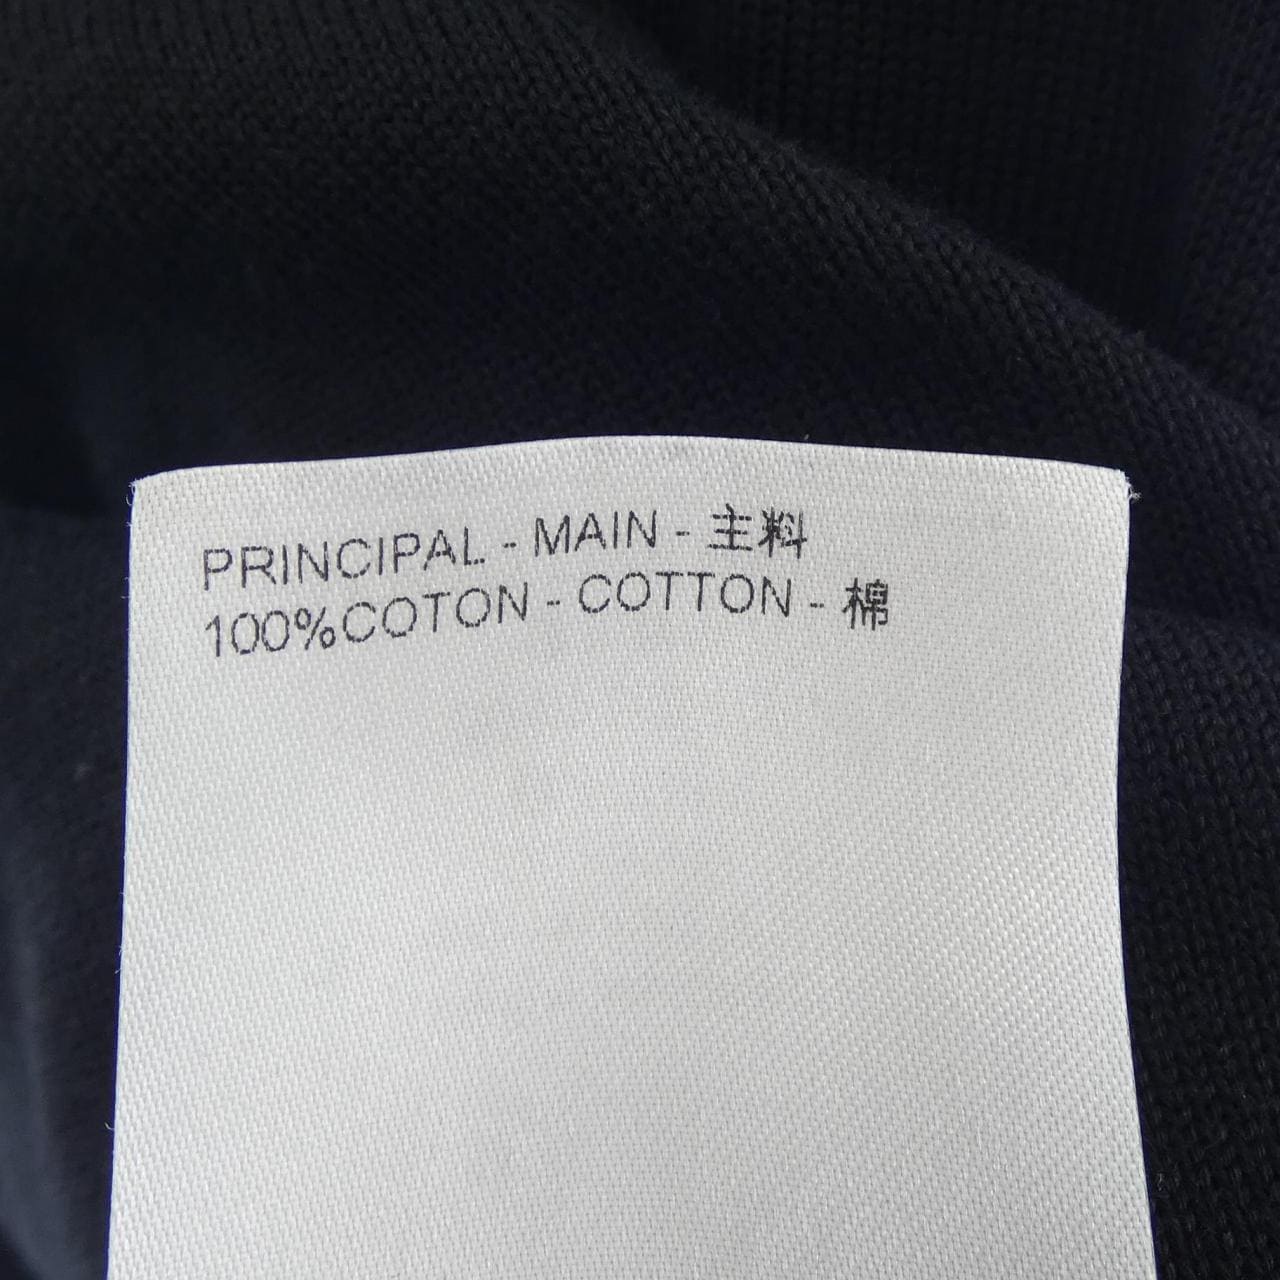 PRINCIPAL - MAIN - 主料
100%COTON - COTTON - 棉